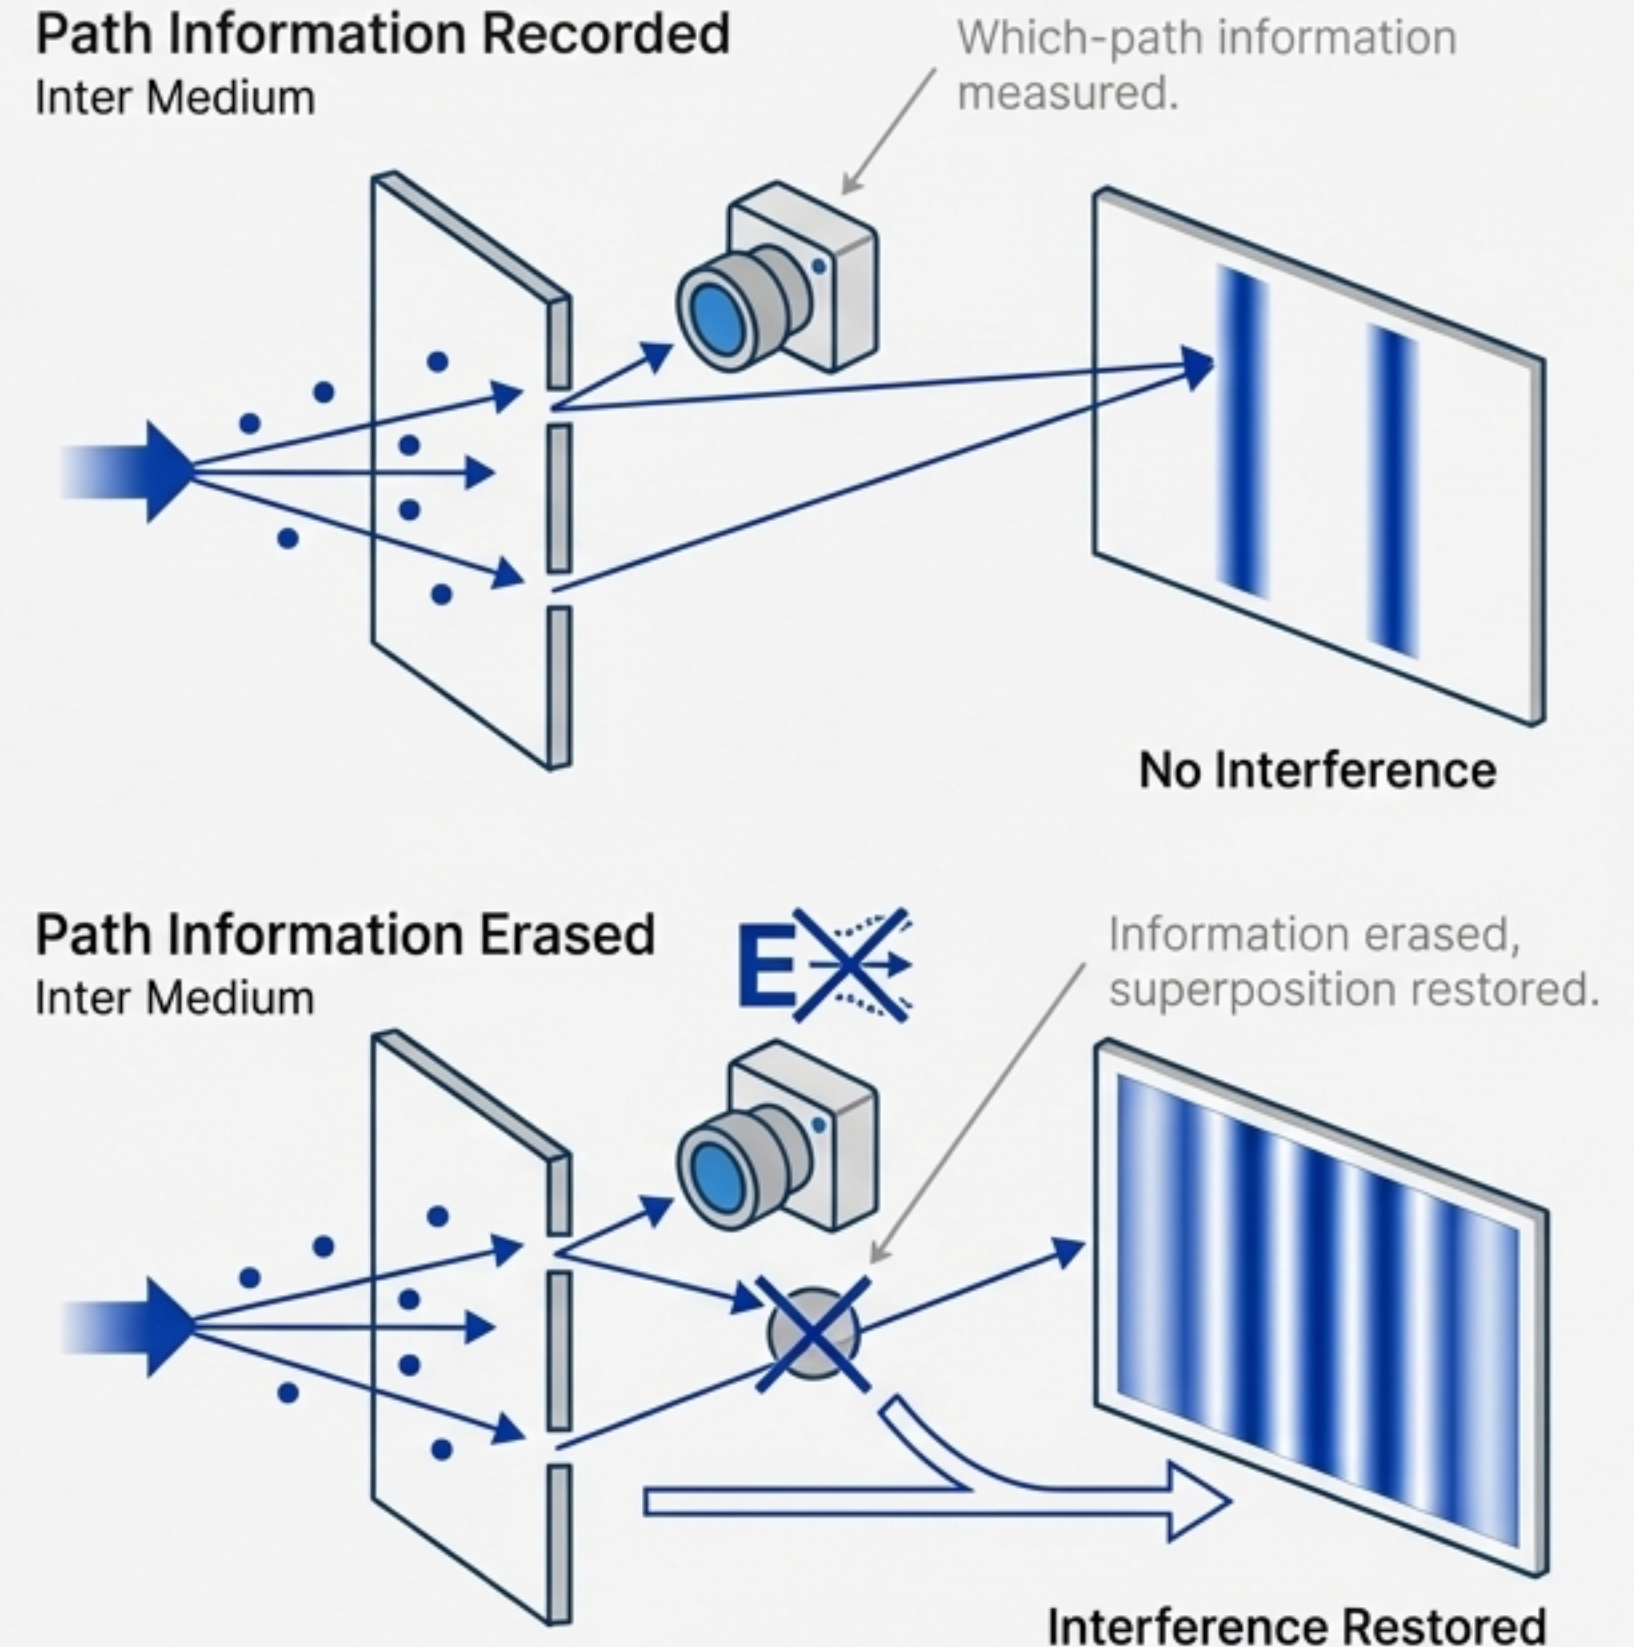 Path Information Recorded
Inter Medium
Which-path information
measured.
No Interference
Path Information Erased
Inter Medium
E
Information erased,
superposition restored.
Interference Restored